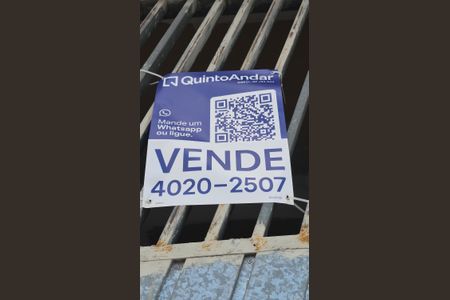 QuintoAndar
Mande um
Whatsapp
ou ligue.
VENDE
4020-2507